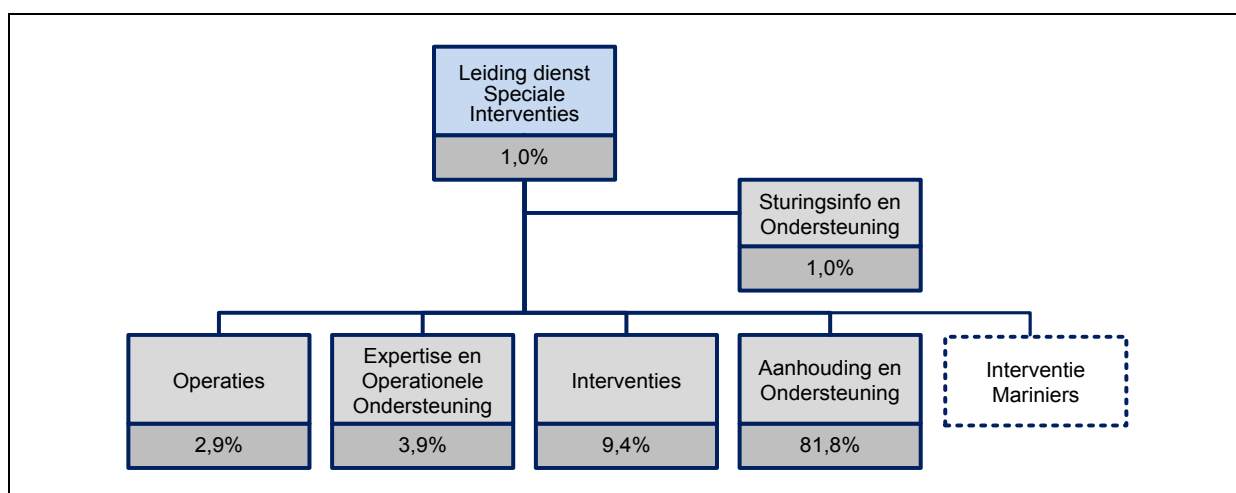 Leiding dienst
Speciale
Interventies
1,0%
Sturingsinfo en
Ondersteuning
1,0%
Operaties
2,9%
Expertise en
Operationele
Ondersteuning
3,9%
Interventies
9,4%
Aanhouding en
Ondersteuning
81,8%
Interventie
Mariniers